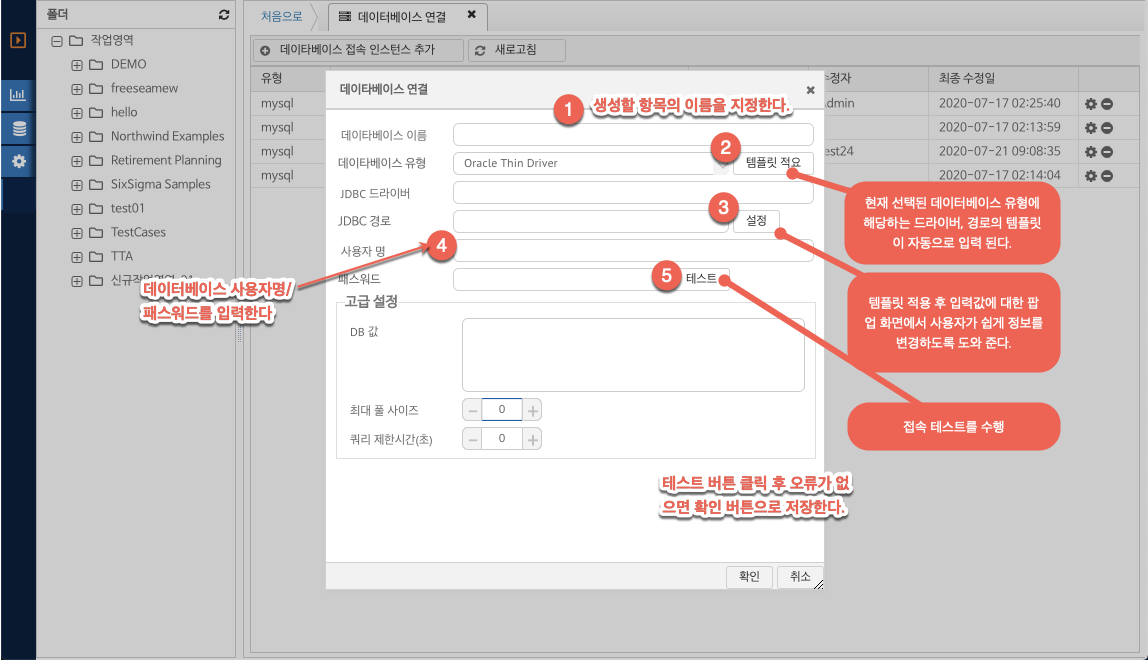 폴더
처음으로
데이터베이스 연결
작업영역
DEMO
freeseamew
hello
Northwind Examples
Retirement Planning
SixSigma Samples
test01
TestCases
TTA
데이타베이스 접속 인스턴스 추가
새로고침
유형
정자
최종 수정일
mysql
dmin
2020-07-17 02:25:40
mysql
2020-07-17 02:13:59
mysql
est24
2020-07-21 09:08:35
mysql
2020-07-17 02:14:04
데이타베이스 연결
1
생성할 항목의 이름을 지정한다.
데이타베이스 이름
데이타베이스 유형
Oracle Thin Driver
2
템플릿 적요
JDBC 드라이버
JDBC 경로
3
설정
사용자 명
4
패스워드
5
테스트
데이터베이스 사용자명/
패스워드를 입력한다
고급 설정
DB 값
최대 풀 사이즈
0
쿼리 제한시간(초)
0
현재 선택된 데이터베이스 유형에
해당하는 드라이버, 경로의 템플릿
이 자동으로 입력 된다.
템플릿 적용 후 입력값에 대한 팝
업 화면에서 사용자가 쉽게 정보를
변경하도록 도와 준다.
접속 테스트를 수행
테스트 버튼 클릭 후 오류가 없
으면 확인 버튼으로 저장한다.
확인
취소